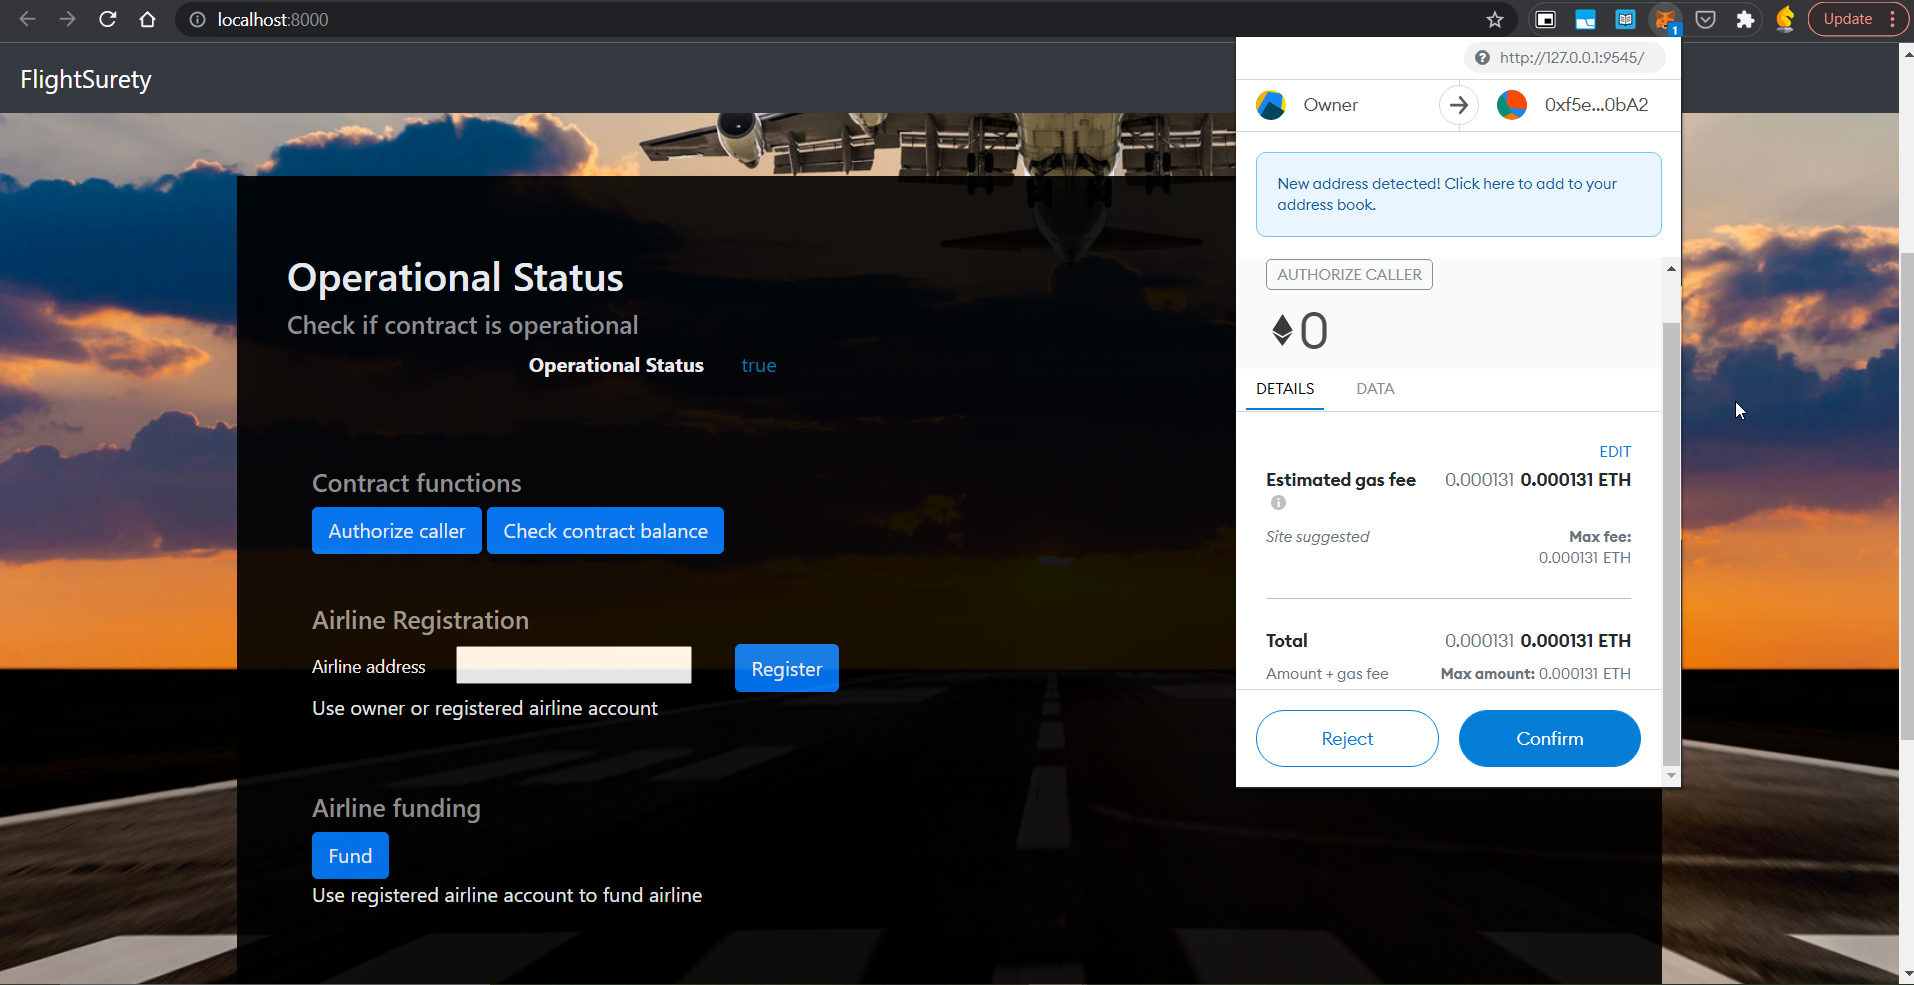 localhost:8000
Update
1
http://127.0.0.1:9545/
FlightSurety
Owner
0xf5e...0bA2
New address detected! Click here to add to your
address book.
AUTHORIZE CALLER
0
DETAILS DATA
EDIT
Estimated gas fee 0.000131 0.000131 ETH
Site suggested Max fee:
0.000131 ETH
Total 0.000131 0.000131 ETH
Amount + gas fee Max amount: 0.000131 ETH
Reject Confirm
Operational Status
Check if contract is operational
Operational Status true
Contract functions
Authorize caller Check contract balance
Airline Registration
Airline address Register
Use owner or registered airline account
Airline funding
Fund
Use registered airline account to fund airline